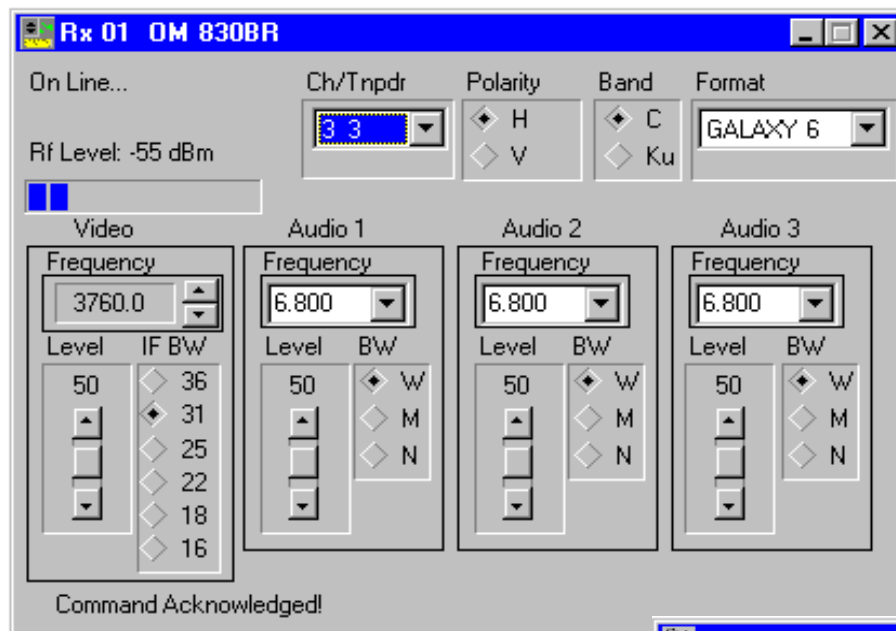 Rx 01 OM 830BR
On Line...
Ch/Tnpdr Polarity Band Format
3 3
H
V
C
Ku
GALAXY 6
Rf Level: -55 dBm
Video Audio 1 Audio 2 Audio 3
Frequency Frequency Frequency Frequency
3760.0 6.800 6.800 6.800
Level IF BW Level BW Level BW Level BW
50 36 50 W 50 W 50 W
31 M M M
25 N N N
22
18
16
Command Acknowledged!